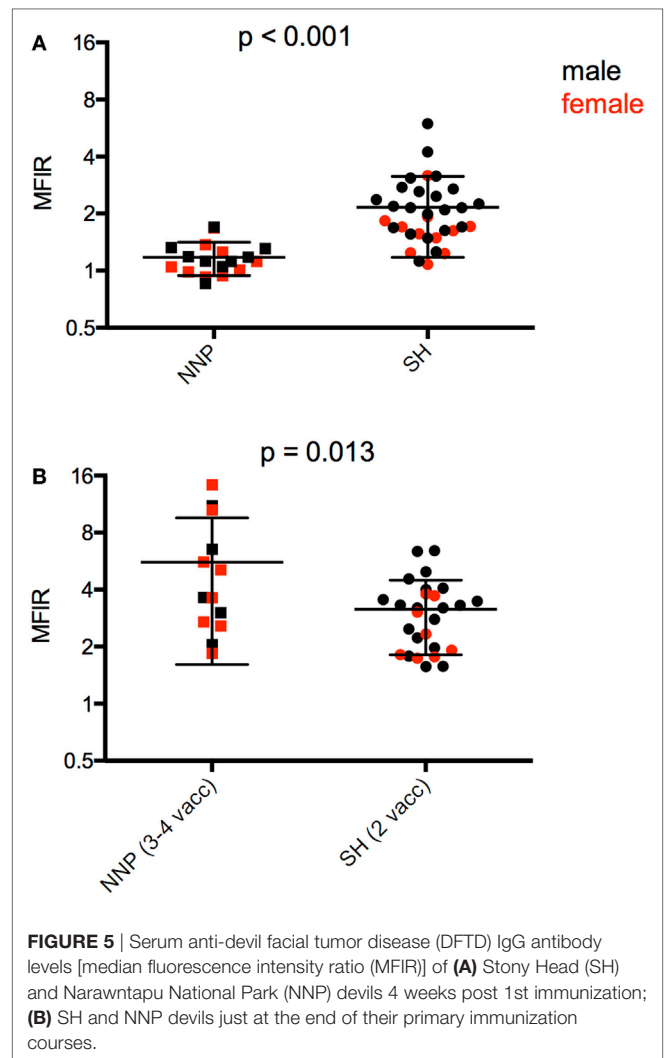 A
p < 0.001
male
female
16
8
4
2
1
0.5
MFIR
NNP
SH
B
p = 0.013
16
8
4
2
1
0.5
MFIR
NNP (3-4 vacc)
SH (2 vacc)
FIGURE 5 | Serum anti-devil facial tumor disease (DFTD) IgG antibody
levels [median fluorescence intensity ratio (MFIR)] of (A) Stony Head (SH)
and Narawntapu National Park (NNP) devils 4 weeks post 1st immunization;
(B) SH and NNP devils just at the end of their primary immunization
courses.